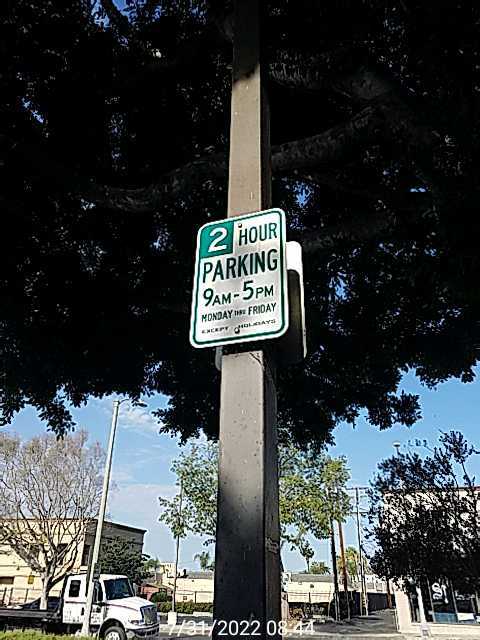 2 HOUR
PARKING
9AM-5PM
MONDAY THRU FRIDAY
EXCEPT HOLIDAYS
7/31/2022 08:44